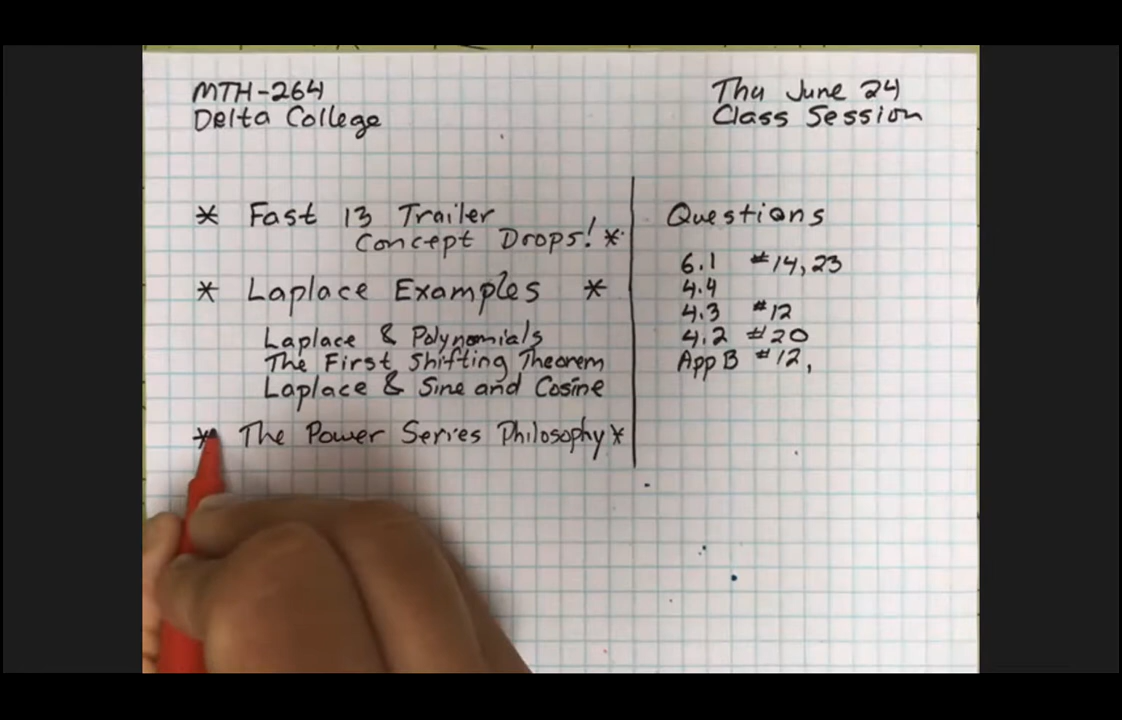 MTH-264
Delta College
Thu June 24
Class Session
* Fast 13 Trailer
Concept Drops! *
* Laplace Examples *
Laplace & Polynomials
The First Shifting Theorem
Laplace & Sine and Cosine
* The Power Series Philosophy *
Questions
6.1 #14, 23
4.4
4.3 #12
4.2 #20
App B #12,